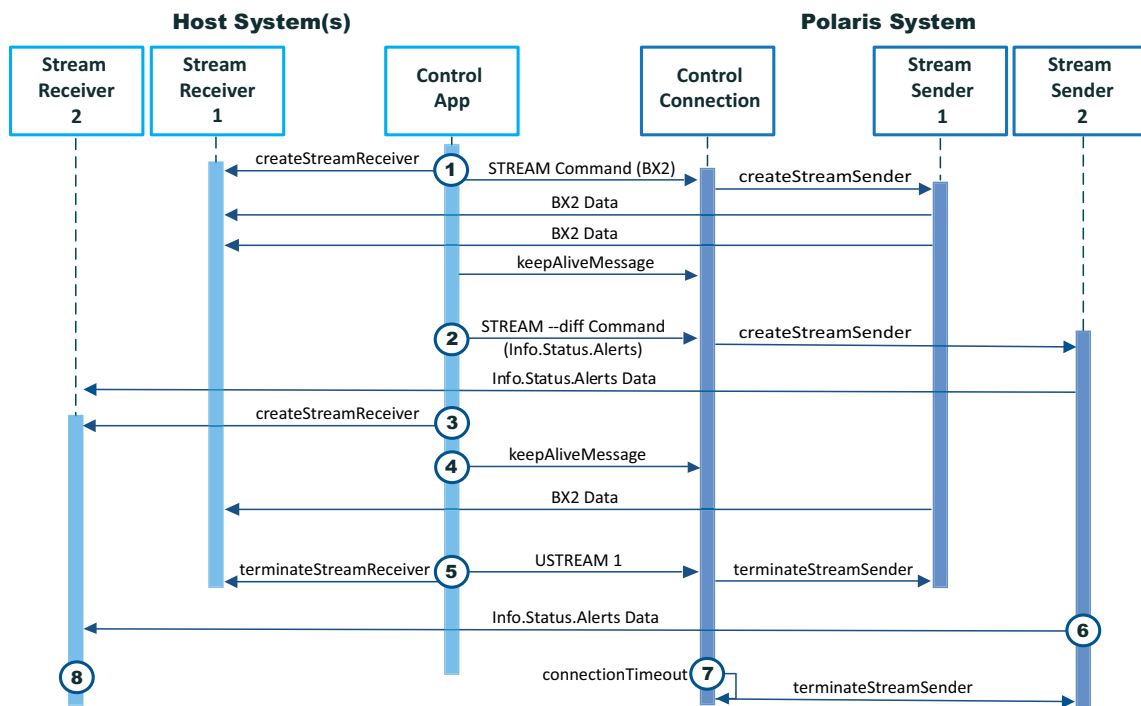 Host System(s)
Polaris System
Stream
Receiver
2
Stream
Receiver
1
Control
App
Control
Connection
Stream
Sender
1
Stream
Sender
2
createStreamReceiver
1
STREAM Command (BX2)
createStreamSender
BX2 Data
BX2 Data
keepAliveMessage
2
STREAM --diff Command
(Info.Status.Alerts)
createStreamSender
Info.Status.Alerts Data
createStreamReceiver
3
4
keepAliveMessage
BX2 Data
terminateStreamReceiver
5
USTREAM 1
terminateStreamSender
Info.Status.Alerts Data
6
8
connectionTimeout
7
terminateStreamSender